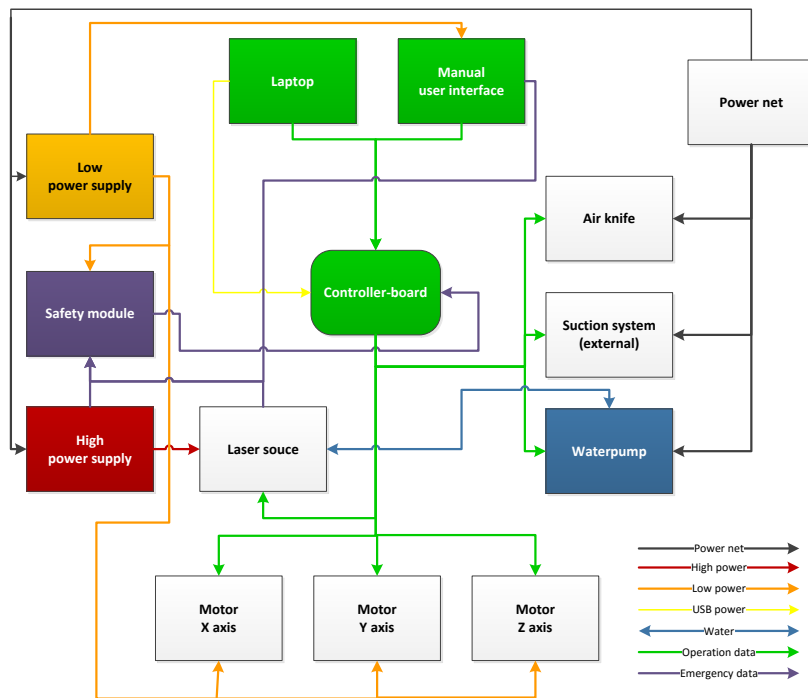 Laptop
Manual
user interface
Power net
Low
power supply
Air knife
Safety module
Controller-board
Suction system
(external)
High
power supply
Laser souce
Waterpump
Motor
X axis
Motor
Y axis
Motor
Z axis
Power net
High power
Low power
USB power
Water
Operation data
Emergency data